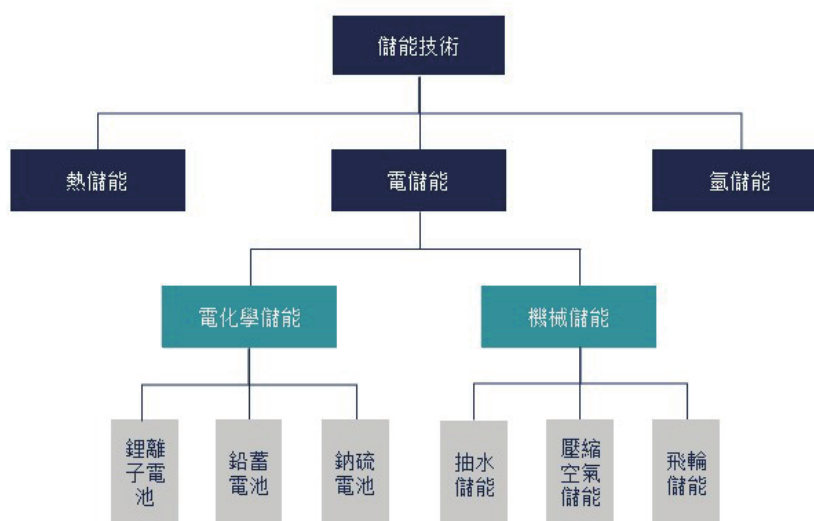 儲能技術
熱儲能
電儲能
氫儲能
電化學儲能
機械儲能
鋰離
子電
池
鉛蓄
電池
鈉硫
電池
抽水
儲能
壓縮
空氣
儲能
飛輪
儲能